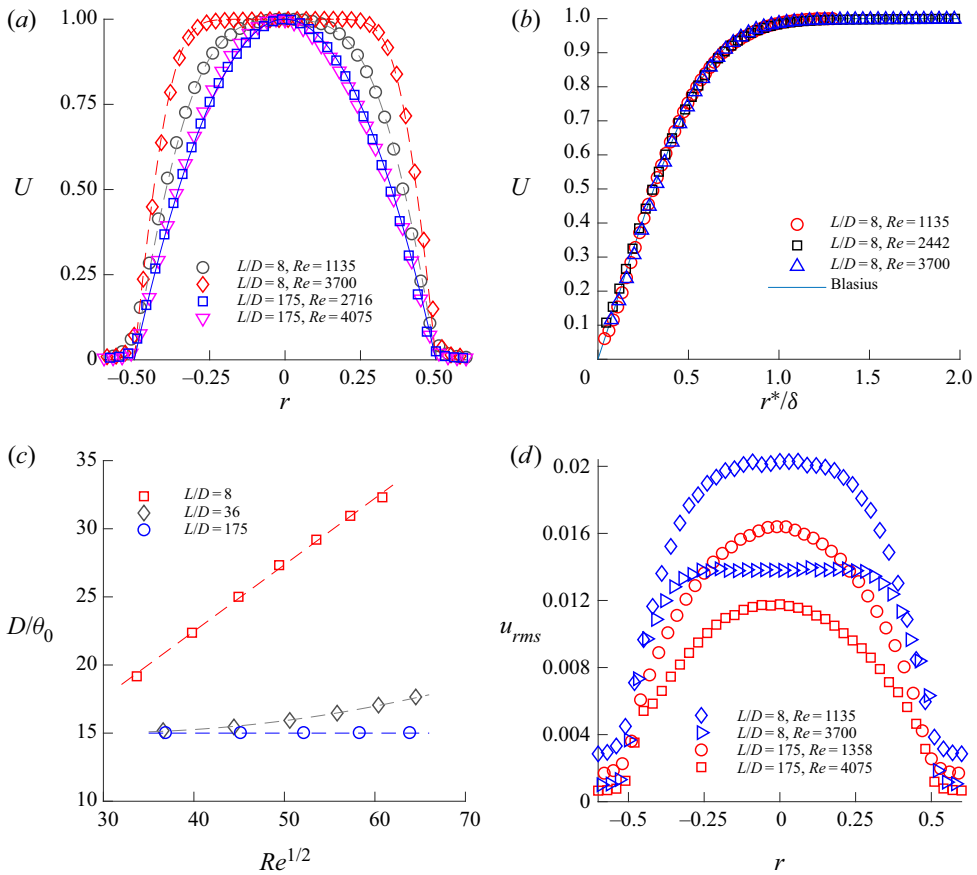 (a)
1.00
0.75
U
0.50
0.25
0
−0.50
−0.25
0
0.25
0.50
r
L/D = 8, Re = 1135
L/D = 8, Re = 3700
L/D = 175, Re = 2716
L/D = 175, Re = 4075
(b)
1.0
0.9
0.8
0.7
0.6
U
0.5
0.4
0.3
0.2
0.1
0
0.5
1.0
1.5
2.0
r*/δ
L/D = 8, Re = 1135
L/D = 8, Re = 2442
L/D = 8, Re = 3700
Blasius
(c)
35
30
25
D/θ0
20
15
10
30
40
50
60
70
Re1/2
L/D = 8
L/D = 36
L/D = 175
(d)
0.02
0.016
0.012
urms
0.008
0.004
0
−0.5
−0.25
0
0.25
0.5
r
L/D = 8, Re = 1135
L/D = 8, Re = 3700
L/D = 175, Re = 1358
L/D = 175, Re = 4075